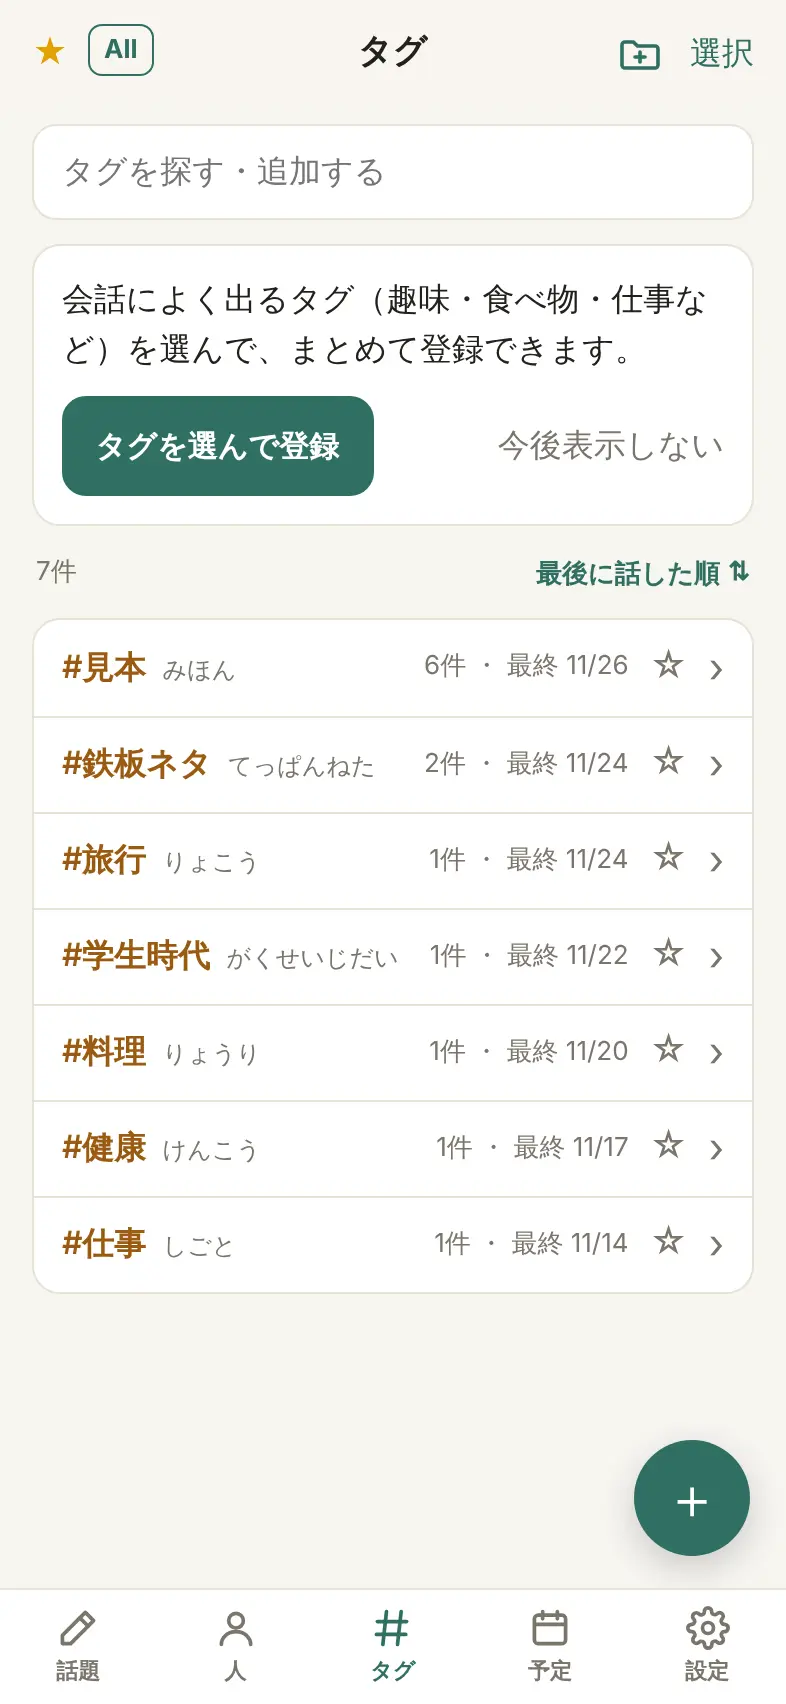 ★ All タグ 選択
タグを探す・追加する
会話によく出るタグ（趣味・食べ物・仕事な
ど）を選んで、まとめて登録できます。
タグを選んで登録 今後表示しない
7件 最後に話した順 ⇅
#見本 みほん 6件 ・ 最終 11/26 ☆ ›
#鉄板ネタ てっぱんねた 2件 ・ 最終 11/24 ☆ ›
#旅行 りょこう 1件 ・ 最終 11/24 ☆ ›
#学生時代 がくせいじだい 1件 ・ 最終 11/22 ☆ ›
#料理 りょうり 1件 ・ 最終 11/20 ☆ ›
#健康 けんこう 1件 ・ 最終 11/17 ☆ ›
#仕事 しごと 1件 ・ 最終 11/14 ☆ ›
+
話題 人 タグ 予定 設定